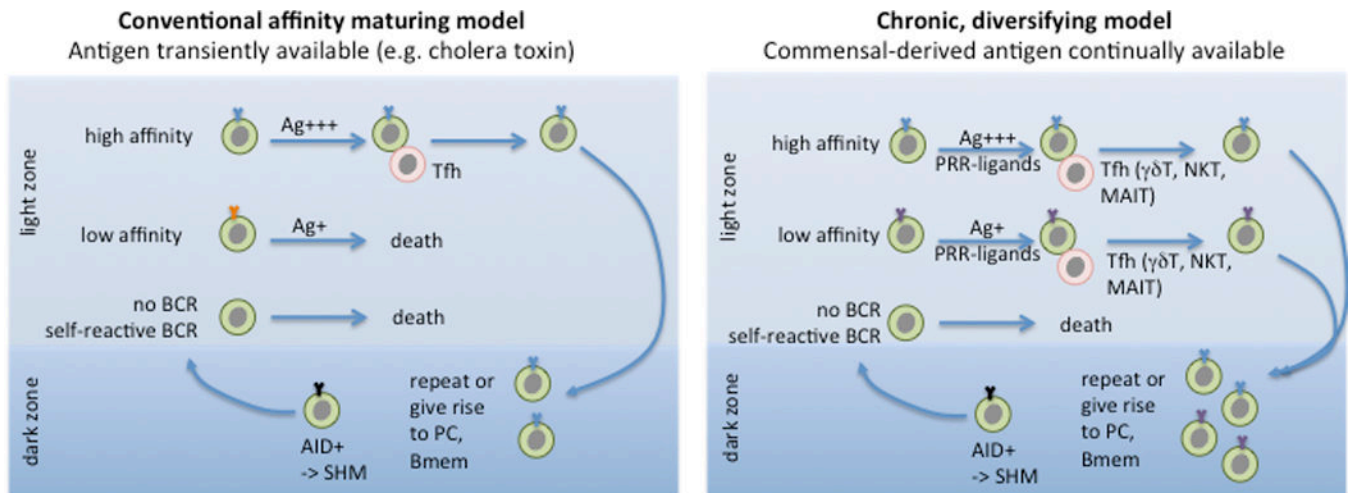 Conventional affinity maturing model
Antigen transiently available (e.g. cholera toxin)
light zone
high affinity
Ag+++
Tfh
low affinity
Ag+
death
no BCR
self-reactive BCR
death
dark zone
AID+
-> SHM
repeat or
give rise
to PC,
Bmem
Chronic, diversifying model
Commensal-derived antigen continually available
light zone
high affinity
Ag+++
PRR-ligands
Tfh (γδT, NKT,
MAIT)
low affinity
Ag+
PRR-ligands
Tfh (γδT, NKT,
MAIT)
no BCR
self-reactive BCR
death
dark zone
AID+
-> SHM
repeat or
give rise
to PC,
Bmem